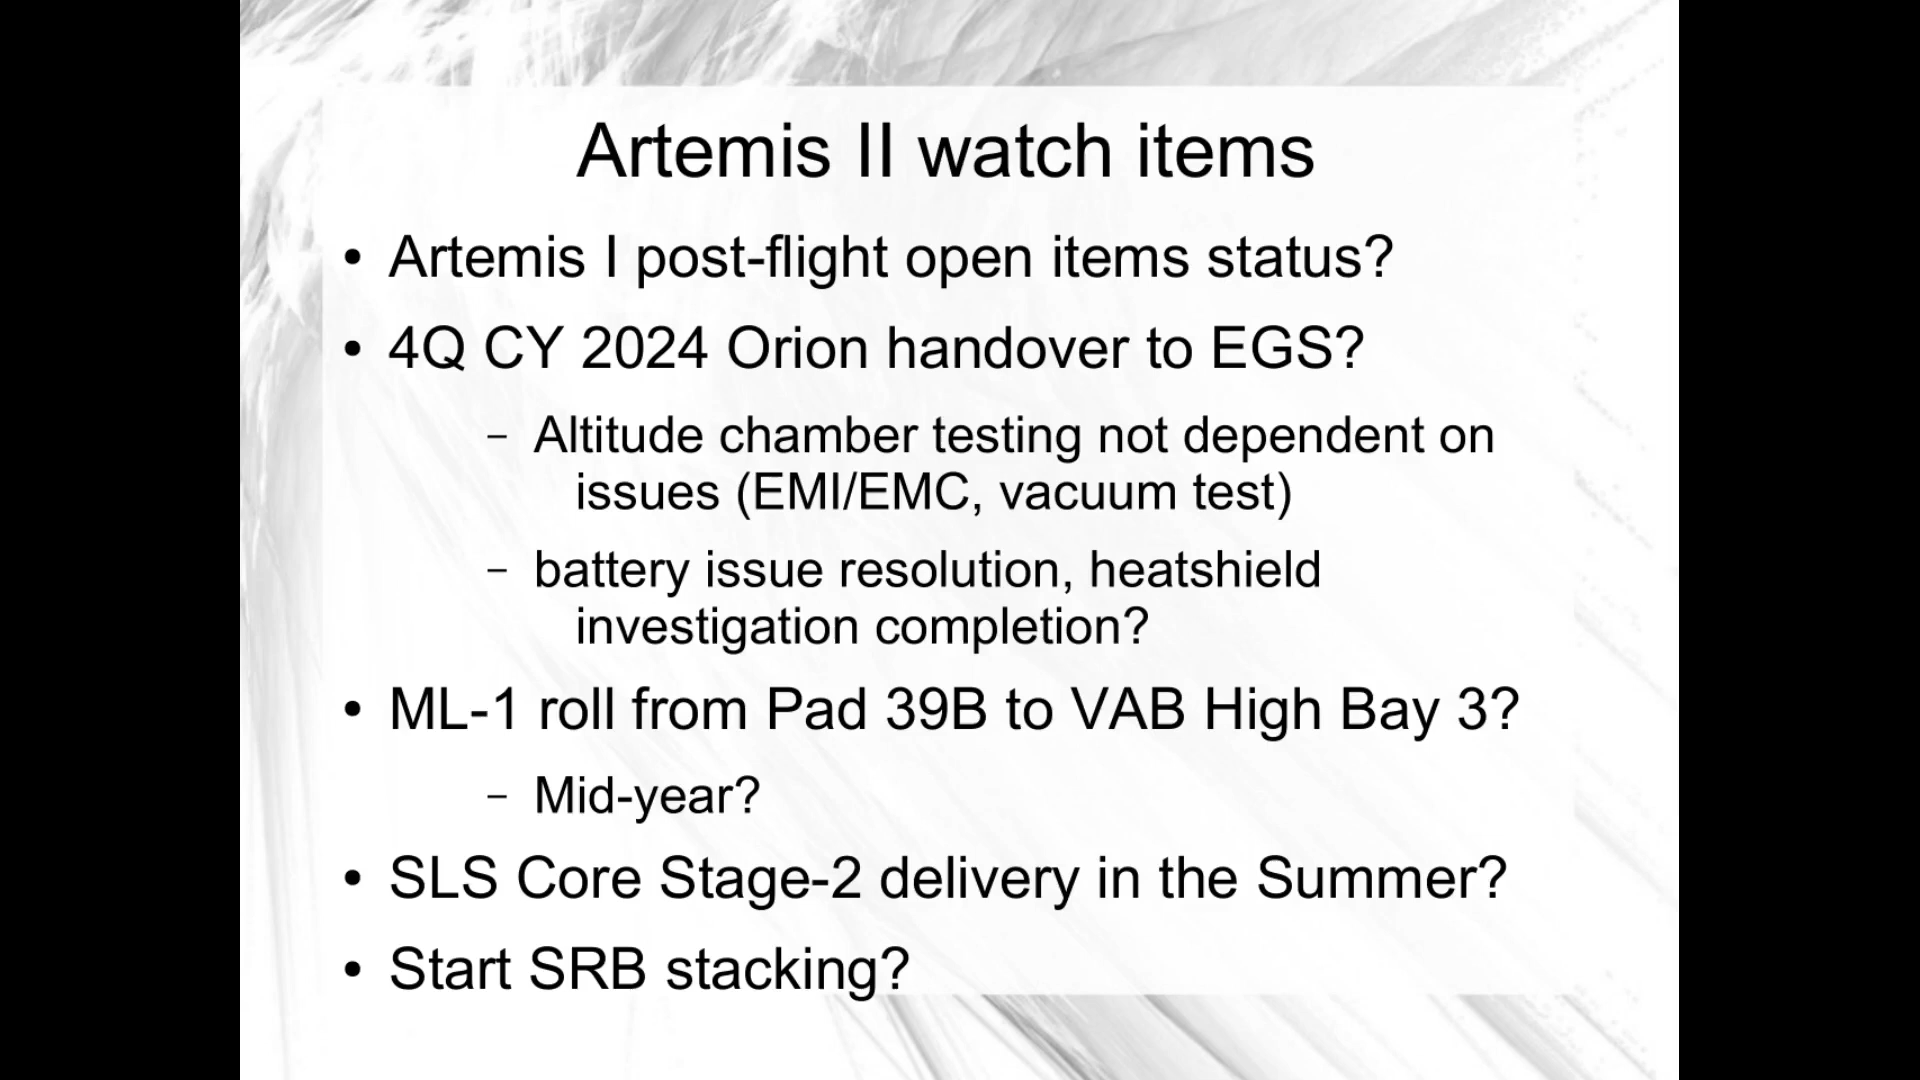 Artemis II watch items
• Artemis I post-flight open items status?
• 4Q CY 2024 Orion handover to EGS?
– Altitude chamber testing not dependent on
issues (EMI/EMC, vacuum test)
– battery issue resolution, heatshield
investigation completion?
• ML-1 roll from Pad 39B to VAB High Bay 3?
– Mid-year?
• SLS Core Stage-2 delivery in the Summer?
• Start SRB stacking?